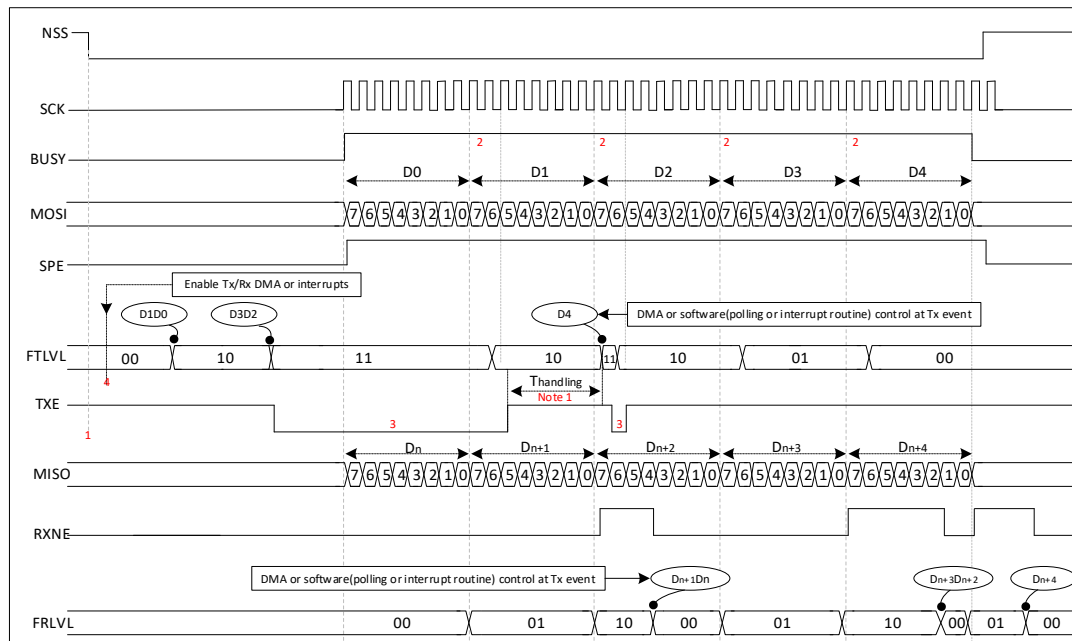 NSS
SCK
BUSY
2 2 2 2
D0 D1 D2 D3 D4
MOSI 7 6 5 4 3 2 1 0 7 6 5 4 3 2 1 0 7 6 5 4 3 2 1 0 7 6 5 4 3 2 1 0 7 6 5 4 3 2 1 0
SPE
Enable Tx/Rx DMA or interrupts
D1D0 D3D2 D4 DMA or software(polling or interrupt routine) control at Tx event
FTLVL 00 10 11 10 11 10 01 00
4
Thandling
TXE Note 1
1 3 3
Dn Dn+1 Dn+2 Dn+3 Dn+4
MISO 7 6 5 4 3 2 1 0 7 6 5 4 3 2 1 0 7 6 5 4 3 2 1 0 7 6 5 4 3 2 1 0 7 6 5 4 3 2 1 0
RXNE
DMA or software(polling or interrupt routine) control at Tx event Dn+1Dn Dn+3Dn+2 Dn+4
FRLVL 00 01 10 00 01 10 00 01 00